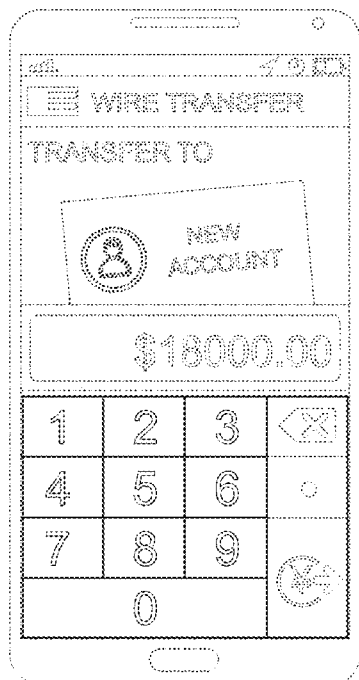 WIRE TRANSFER
TRANSFER TO
NEW
ACCOUNT
$18000.00
1 2 3
4 5 6
7 8 9
0